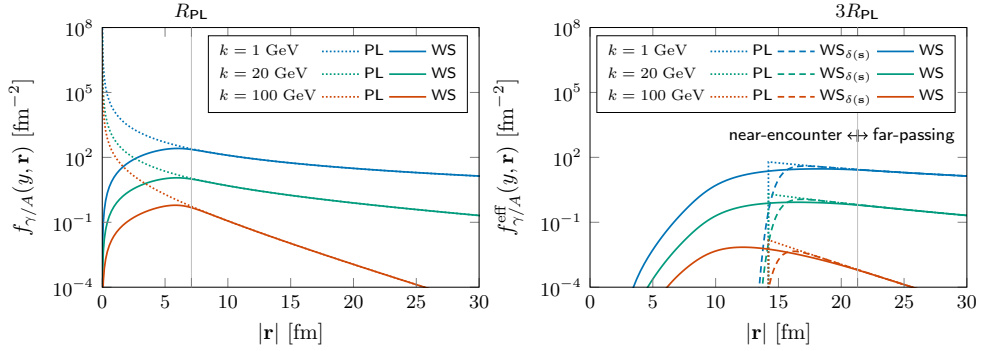 R_PL
10^8
10^5
10^2
10^−1
10^−4
f_γ/A(y, r) [fm^−2]
k = 1 GeV PL WS
k = 20 GeV PL WS
k = 100 GeV PL WS
0 5 10 15 20 25 30
|r| [fm]
3R_PL
10^8
10^5
10^2
10^−1
10^−4
f^eff_γ/A(y, r) [fm^−2]
k = 1 GeV PL WS_δ(s) WS
k = 20 GeV PL WS_δ(s) WS
k = 100 GeV PL WS_δ(s) WS
near-encounter ↔ far-passing
0 5 10 15 20 25 30
|r| [fm]